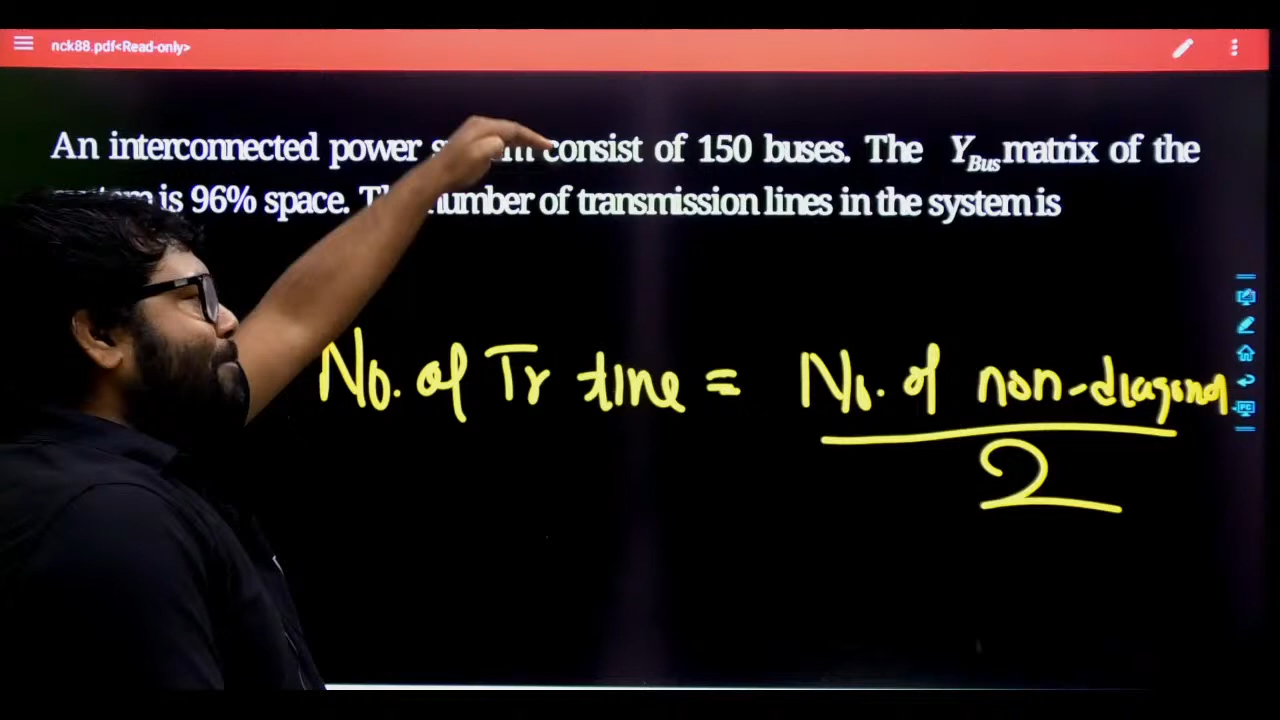 nck88.pdf<Read-only>
An interconnected power consist of 150 buses. The Y_Bus matrix of the
is 96% space. number of transmission lines in the system is
No. of Tr line = No. of non-diagonal
2